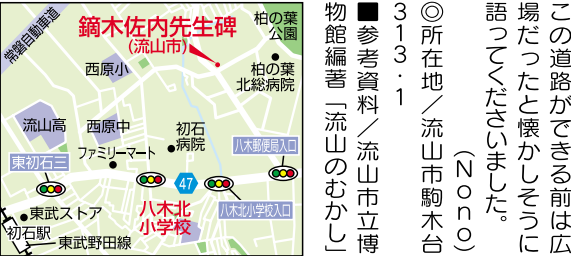 この道路ができる前は広
場だったと懐かしそうに
語ってくださいました。
(Nono)
◎所在地/流山市駒木台
313・1
■参考資料/流山市立博
物館編著「流山のむかし」
常磐自動車道
鏑木佐内先生碑
(流山市)
柏の葉
公園
西原小
柏の葉
北総病院
流山高
西原中
初石
病院
ファミリーマート
八木郵便局入口
東初石三
47
八木北
小学校
八木北小学校入口
東武ストア
初石駅
東武野田線